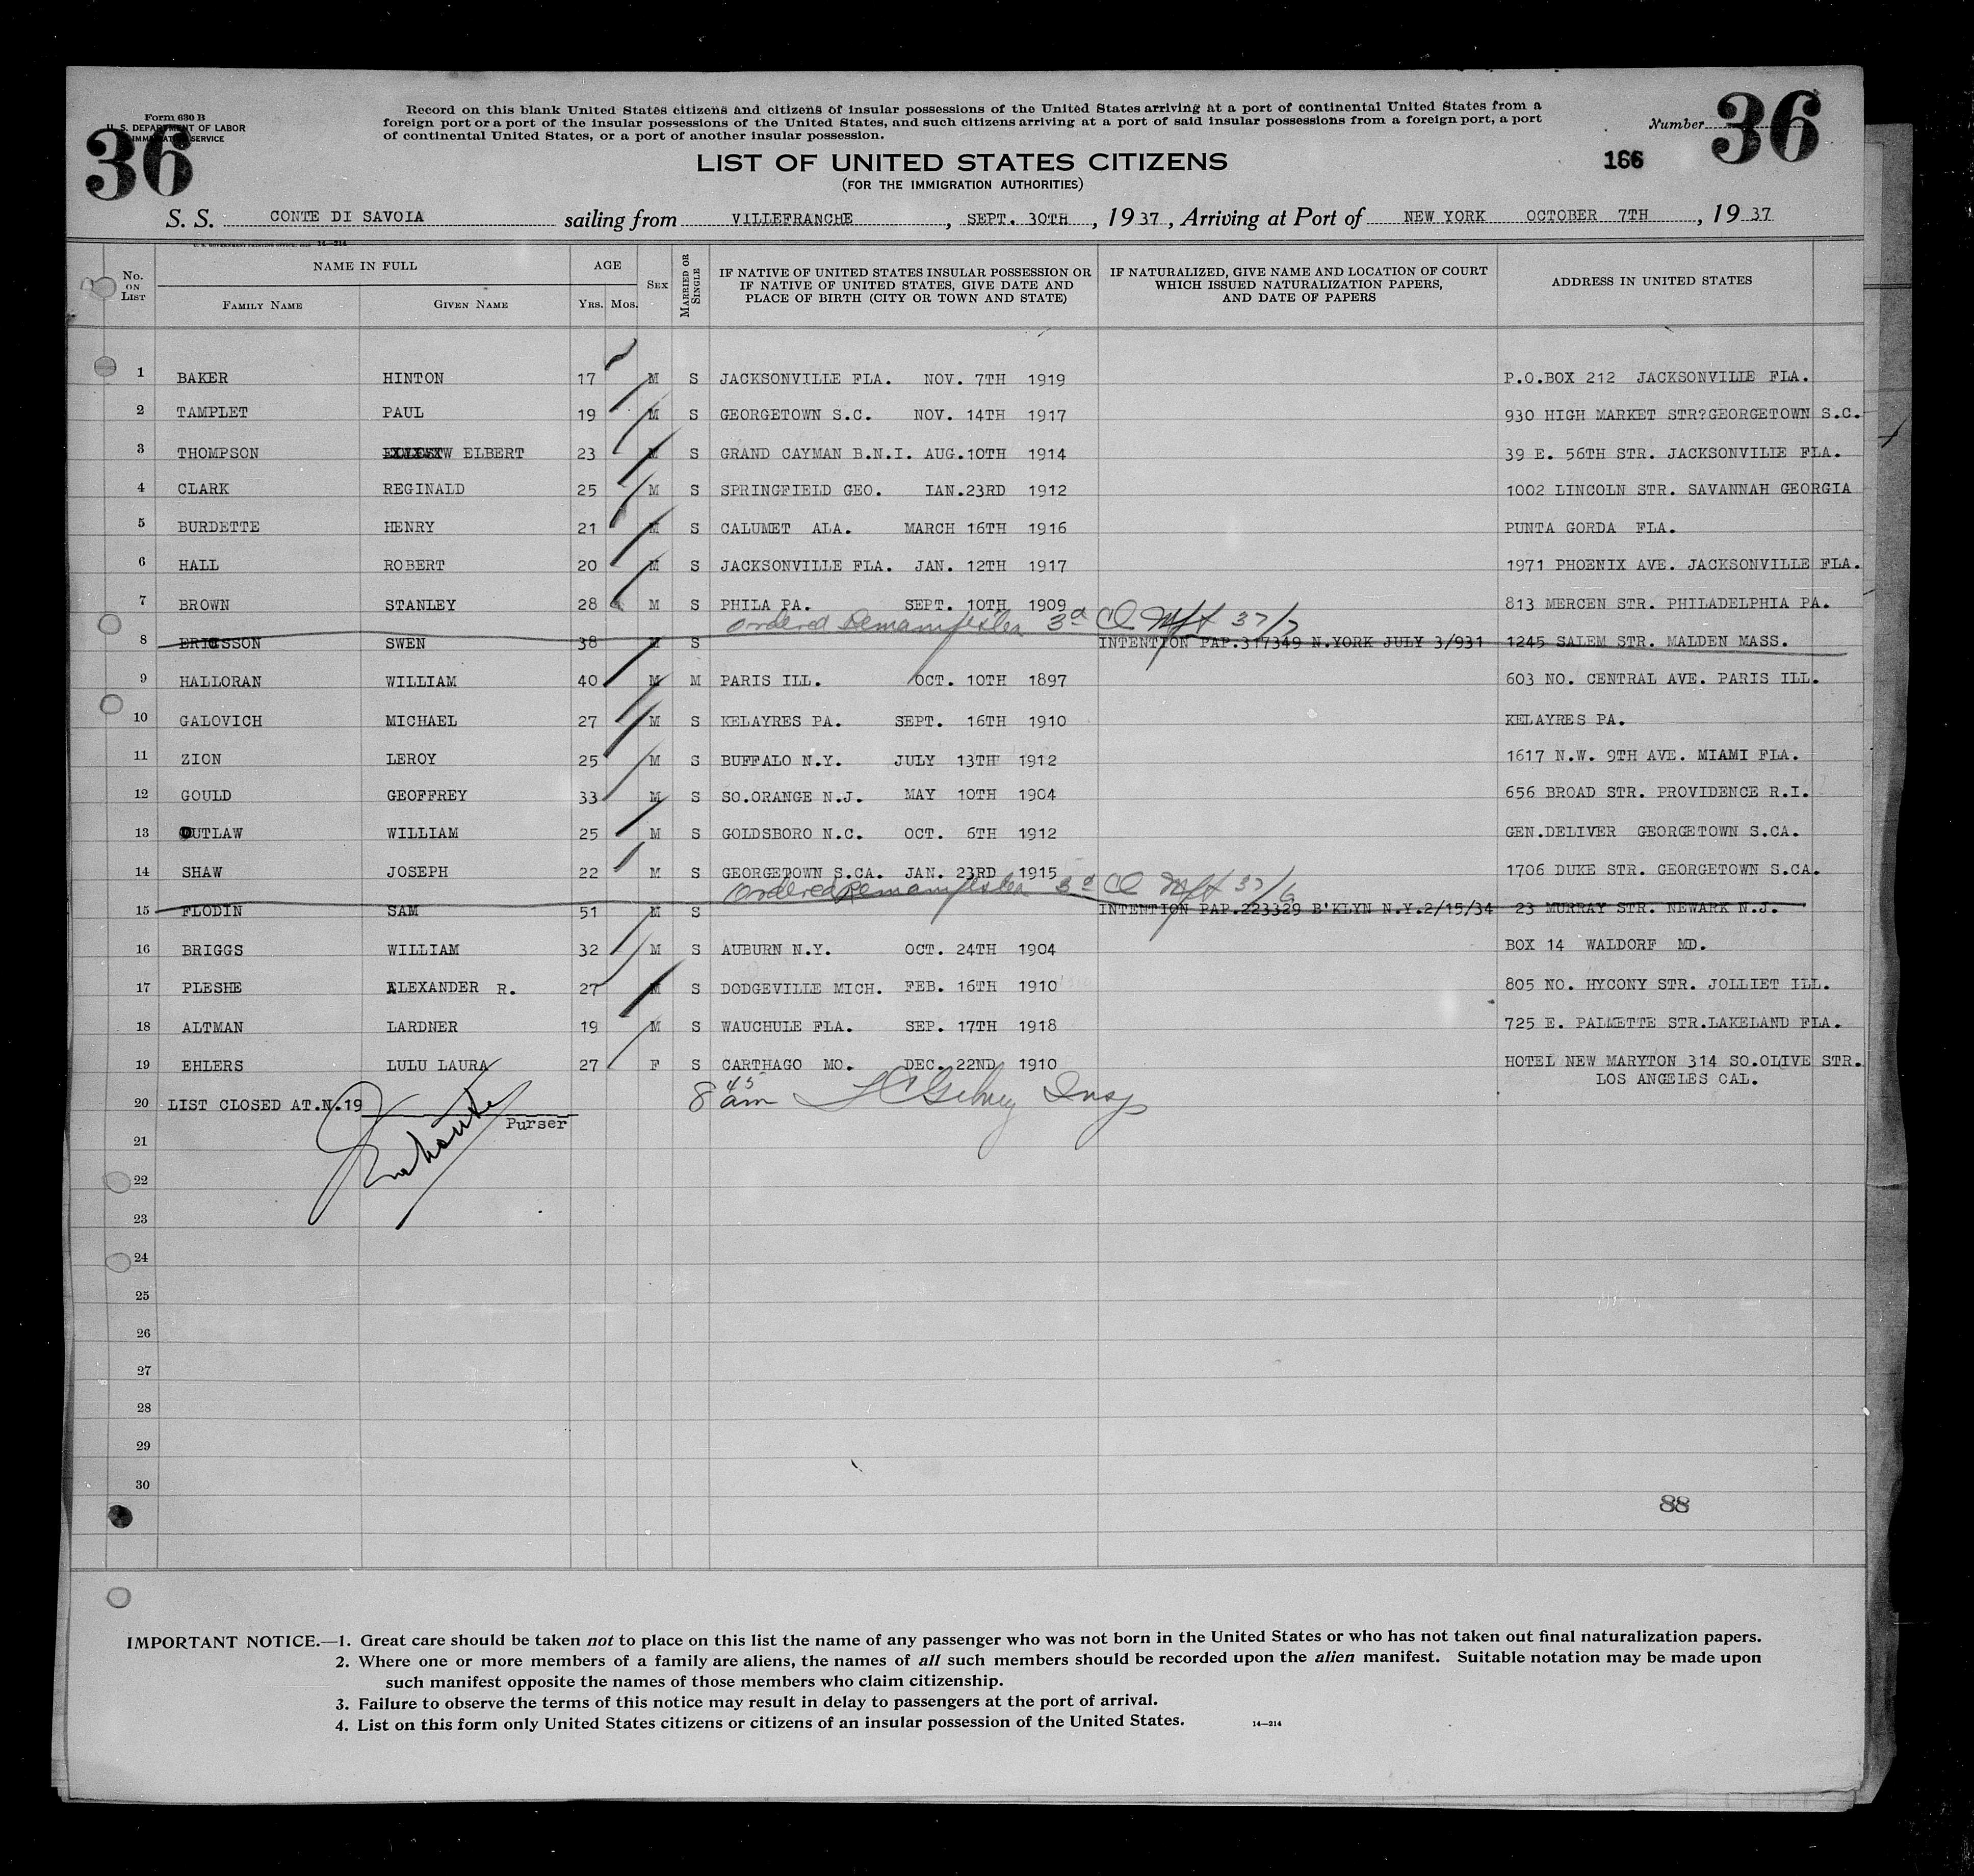 Form 630 B
U. S. DEPARTMENT OF LABOR
IMMIGRATION SERVICE
36
Record on this blank United States citizens and citizens of insular possessions of the United States arriving at a port of continental United States from a
foreign port or a port of the insular possessions of the United States, and such citizens arriving at a port of said insular possessions from a foreign port, a port
of continental United States, or a port of another insular possession.
Number 36
LIST OF UNITED STATES CITIZENS
166
(FOR THE IMMIGRATION AUTHORITIES)
S. S. CONTE DI SAVOIA sailing from VILLEFRANCHE, SEPT. 30TH, 1937, Arriving at Port of NEW YORK OCTOBER 7TH, 1937
No. ON LIST
NAME IN FULL
FAMILY NAME GIVEN NAME
AGE
YRS. MOS.
SEX
MARRIED OR SINGLE
IF NATIVE OF UNITED STATES INSULAR POSSESSION OR
IF NATIVE OF UNITED STATES, GIVE DATE AND
PLACE OF BIRTH (CITY OR TOWN AND STATE)
IF NATURALIZED, GIVE NAME AND LOCATION OF COURT
WHICH ISSUED NATURALIZATION PAPERS,
AND DATE OF PAPERS
ADDRESS IN UNITED STATES
1 BAKER HINTON 17 M S JACKSONVILLE FLA. NOV. 7TH 1919 P.O.BOX 212 JACKSONVILIE FLA.
2 TAMPLET PAUL 19 M S GEORGETOWN S.C. NOV. 14TH 1917 930 HIGH MARKET STR?GEORGETOWN S.C.
3 THOMPSON ELBERT 23 M S GRAND CAYMAN B.N.I. AUG.10TH 1914 39 E. 56TH STR. JACKSONVILIE FLA.
4 CLARK REGINALD 25 M S SPRINGFIELD GEO. IAN.23RD 1912 1002 LINCOLN STR. SAVANNAH GEORGIA
5 BURDETTE HENRY 21 M S CALUMET ALA. MARCH 16TH 1916 PUNTA GORDA FLA.
6 HALL ROBERT 20 M S JACKSONVILLE FLA. JAN. 12TH 1917 1971 PHOENIX AVE. JACKSONVILLE FLA.
7 BROWN STANLEY 28 M S PHILA PA. SEPT. 10TH 1909 813 MERCEN STR. PHILADELPHIA PA.
ordered Remanifested 3d Cl Mft 37/7
8 ERICSSON SWEN 38 M S INTENTION PAP.317349 N.YORK JULY 3/931 1245 SALEM STR. MALDEN MASS.
9 HALLORAN WILLIAM 40 M M PARIS ILL. OCT. 10TH 1897 603 NO. CENTRAL AVE. PARIS ILL.
10 GALOVICH MICHAEL 27 M S KELAYRES PA. SEPT. 16TH 1910 KELAYRES PA.
11 ZION LEROY 25 M S BUFFALO N.Y. JULY 13TH 1912 1617 N.W. 9TH AVE. MIAMI FLA.
12 GOULD GEOFFREY 33 M S SO.ORANGE N.J. MAY 10TH 1904 656 BROAD STR. PROVIDENCE R.I.
13 OUTLAW WILLIAM 25 M S GOLDSBORO N.C. OCT. 6TH 1912 GEN.DELIVER GEORGETOWN S.CA.
14 SHAW JOSEPH 22 M S GEORGETOWN S.CA. JAN. 23RD 1915 1706 DUKE STR. GEORGETOWN S.CA.
ordered Remanifested 3d Cl Mft 37/6
15 FLODIN SAM 51 M S INTENTION PAP.223329 B'KLYN N.Y.2/15/34 23 MURRAY STR. NEWARK N.J.
16 BRIGGS WILLIAM 32 M S AUBURN N.Y. OCT. 24TH 1904 BOX 14 WALDORF MD.
17 PLESHE ALEXANDER R. 27 M S DODGEVILLE MICH. FEB. 16TH 1910 805 NO. HYCONY STR. JOLLIET ILL.
18 ALTMAN LARDNER 19 M S WAUCHULE FLA. SEP. 17TH 1918 725 E. PALMETTE STR.LAKELAND FLA.
19 EHLERS LULU LAURA 27 F S CARTHAGO MO. DEC. 22ND 1910 HOTEL NEW MARYTON 314 SO.OLIVE STR.
LOS ANGELES CAL.
20 LIST CLOSED AT.N.19 8 45 am Insp
Purser
21
22
23
24
25
26
27
28
29
30
88
IMPORTANT NOTICE.—1. Great care should be taken not to place on this list the name of any passenger who was not born in the United States or who has not taken out final naturalization papers.
2. Where one or more members of a family are aliens, the names of all such members should be recorded upon the alien manifest. Suitable notation may be made upon
such manifest opposite the names of those members who claim citizenship.
3. Failure to observe the terms of this notice may result in delay to passengers at the port of arrival.
4. List on this form only United States citizens or citizens of an insular possession of the United States.
14—214